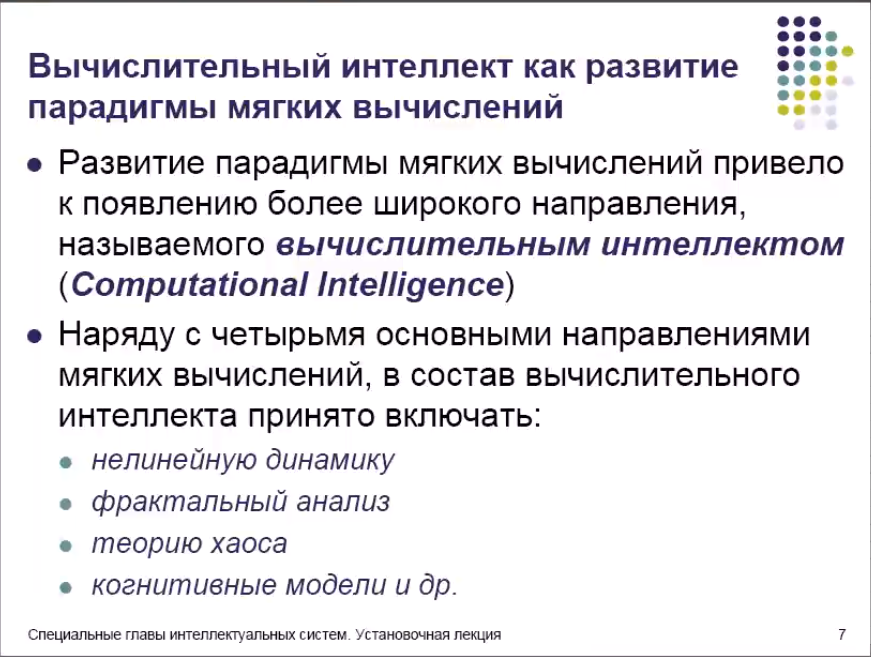 Вычислительный интеллект как развитие
парадигмы мягких вычислений
Развитие парадигмы мягких вычислений привело
к появлению более широкого направления,
называемого вычислительным интеллектом
(Computational Intelligence)
Наряду с четырьмя основными направлениями
мягких вычислений, в состав вычислительного
интеллекта принято включать:
нелинейную динамику
фрактальный анализ
теорию хаоса
когнитивные модели и др.
Специальные главы интеллектуальных систем. Установочная лекция 7